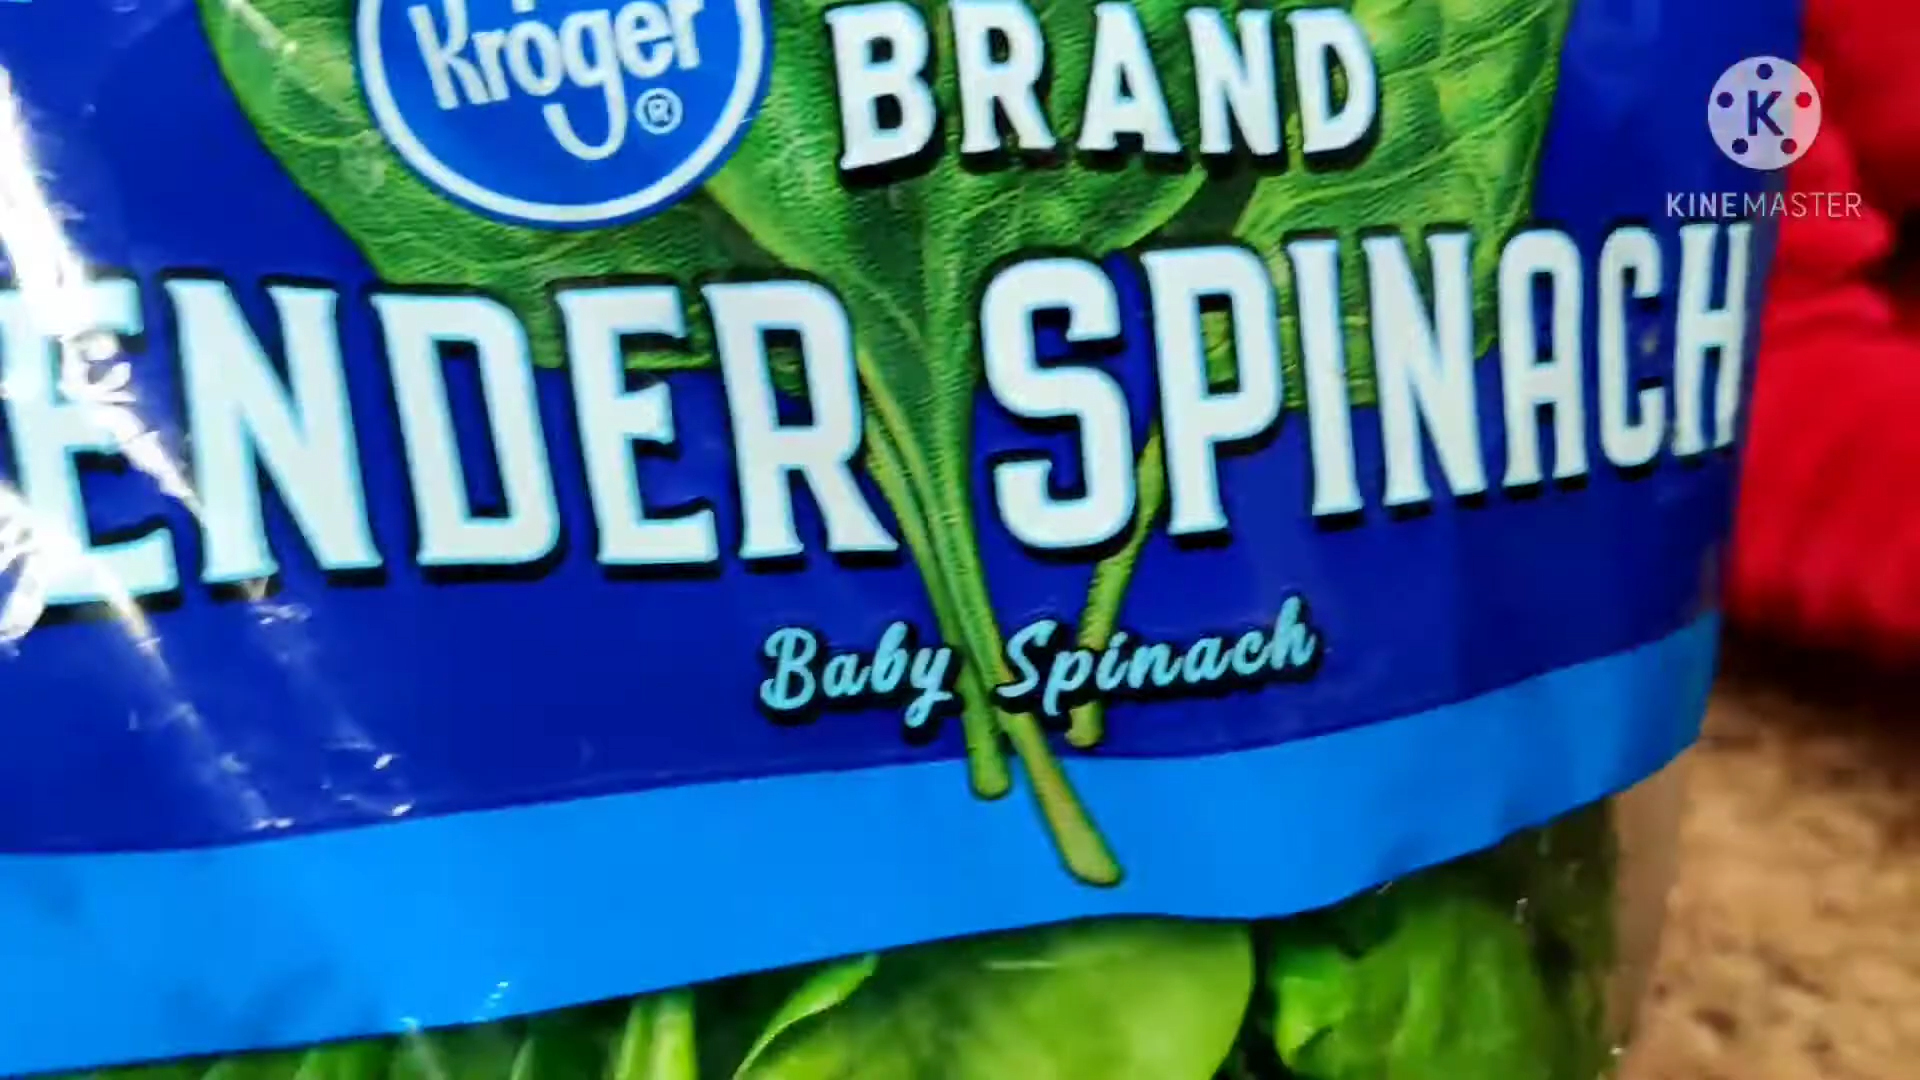 Kroger®
BRAND
ENDER SPINACH
Baby Spinach
K
KINEMASTER